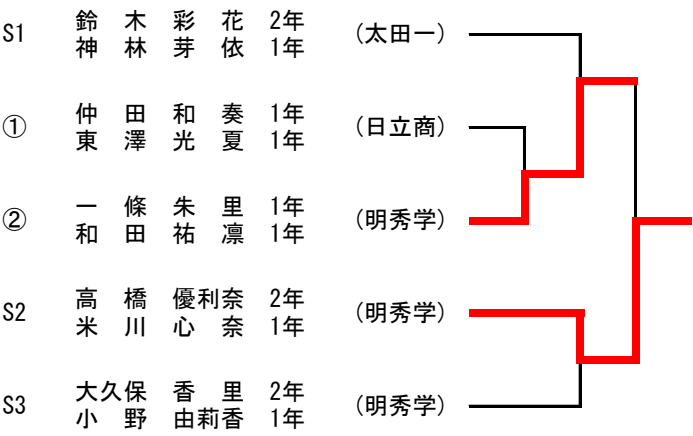 鈴 木 彩 花 2年
S1 (太田一)
神 林 芽 依 1年
仲 田 和 奏 1年
① (日立商)
東 澤 光 夏 1年
一 條 朱 里 1年
② (明秀学)
和 田 祐 凛 1年
高 橋 優利奈 2年
S2 (明秀学)
米 川 心 奈 1年
大久保 香 里 2年
S3 (明秀学)
小 野 由莉香 1年